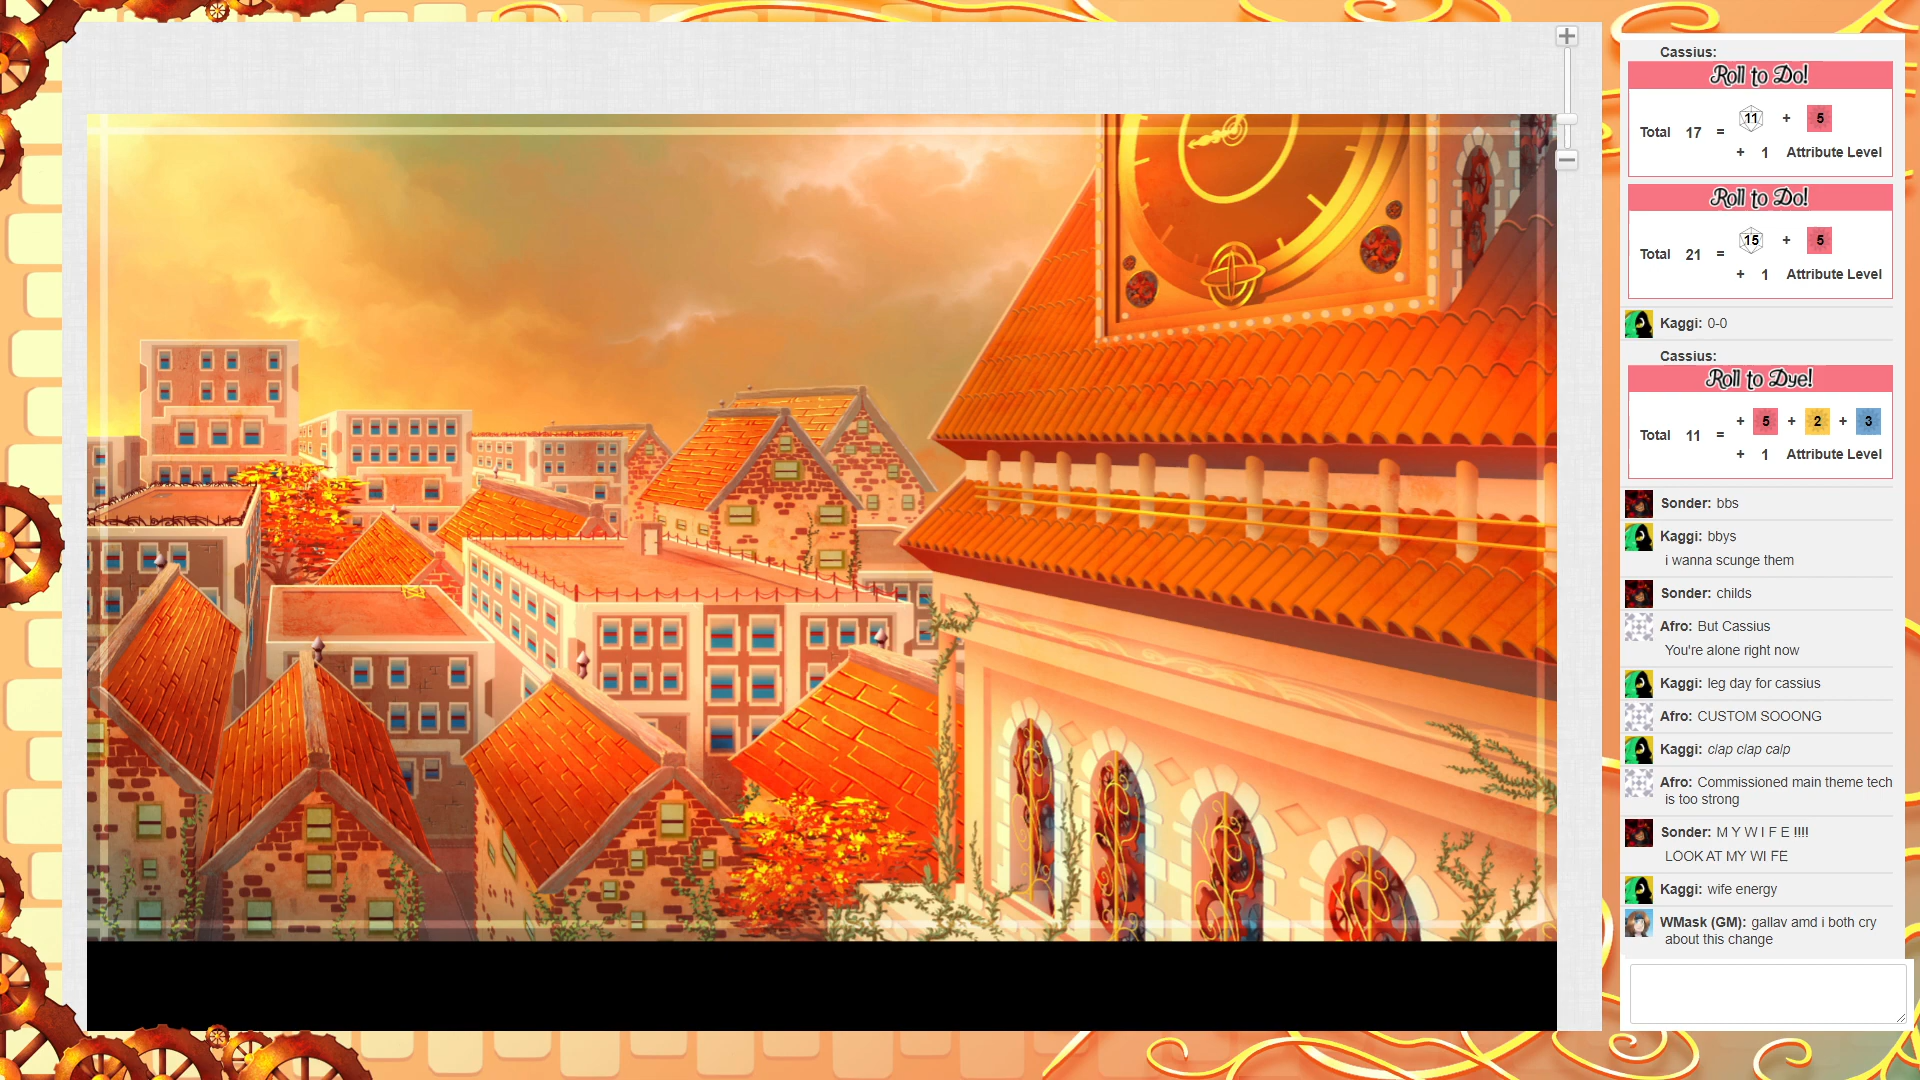 Cassius:
Roll to Do!
11 + 5
Total 17 =
+ 1 Attribute Level
Roll to Do!
15 + 5
Total 21 =
+ 1 Attribute Level
Kaggi: 0-0
Cassius:
Roll to Dye!
+ 5 + 2 + 3
Total 11 =
+ 1 Attribute Level
Sonder: bbs
Kaggi: bbys
i wanna scunge them
Sonder: childs
Afro: But Cassius
You're alone right now
Kaggi: leg day for cassius
Afro: CUSTOM SOOONG
Kaggi: clap clap calp
Afro: Commissioned main theme tech
is too strong
Sonder: M Y W I F E !!!!
LOOK AT MY WI FE
Kaggi: wife energy
WMask (GM): gallav amd i both cry
about this change